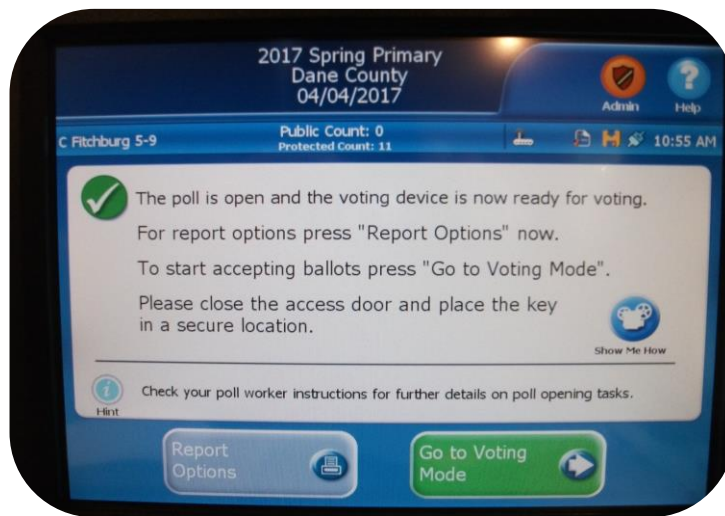 2017 Spring Primary
Dane County
04/04/2017
Admin
Help
C Fitchburg 5-9
Public Count: 0
Protected Count: 11
10:55 AM
The poll is open and the voting device is now ready for voting.
For report options press "Report Options" now.
To start accepting ballots press "Go to Voting Mode".
Please close the access door and place the key
in a secure location.
Show Me How
Hint
Check your poll worker instructions for further details on poll opening tasks.
Report
Options
Go to Voting
Mode